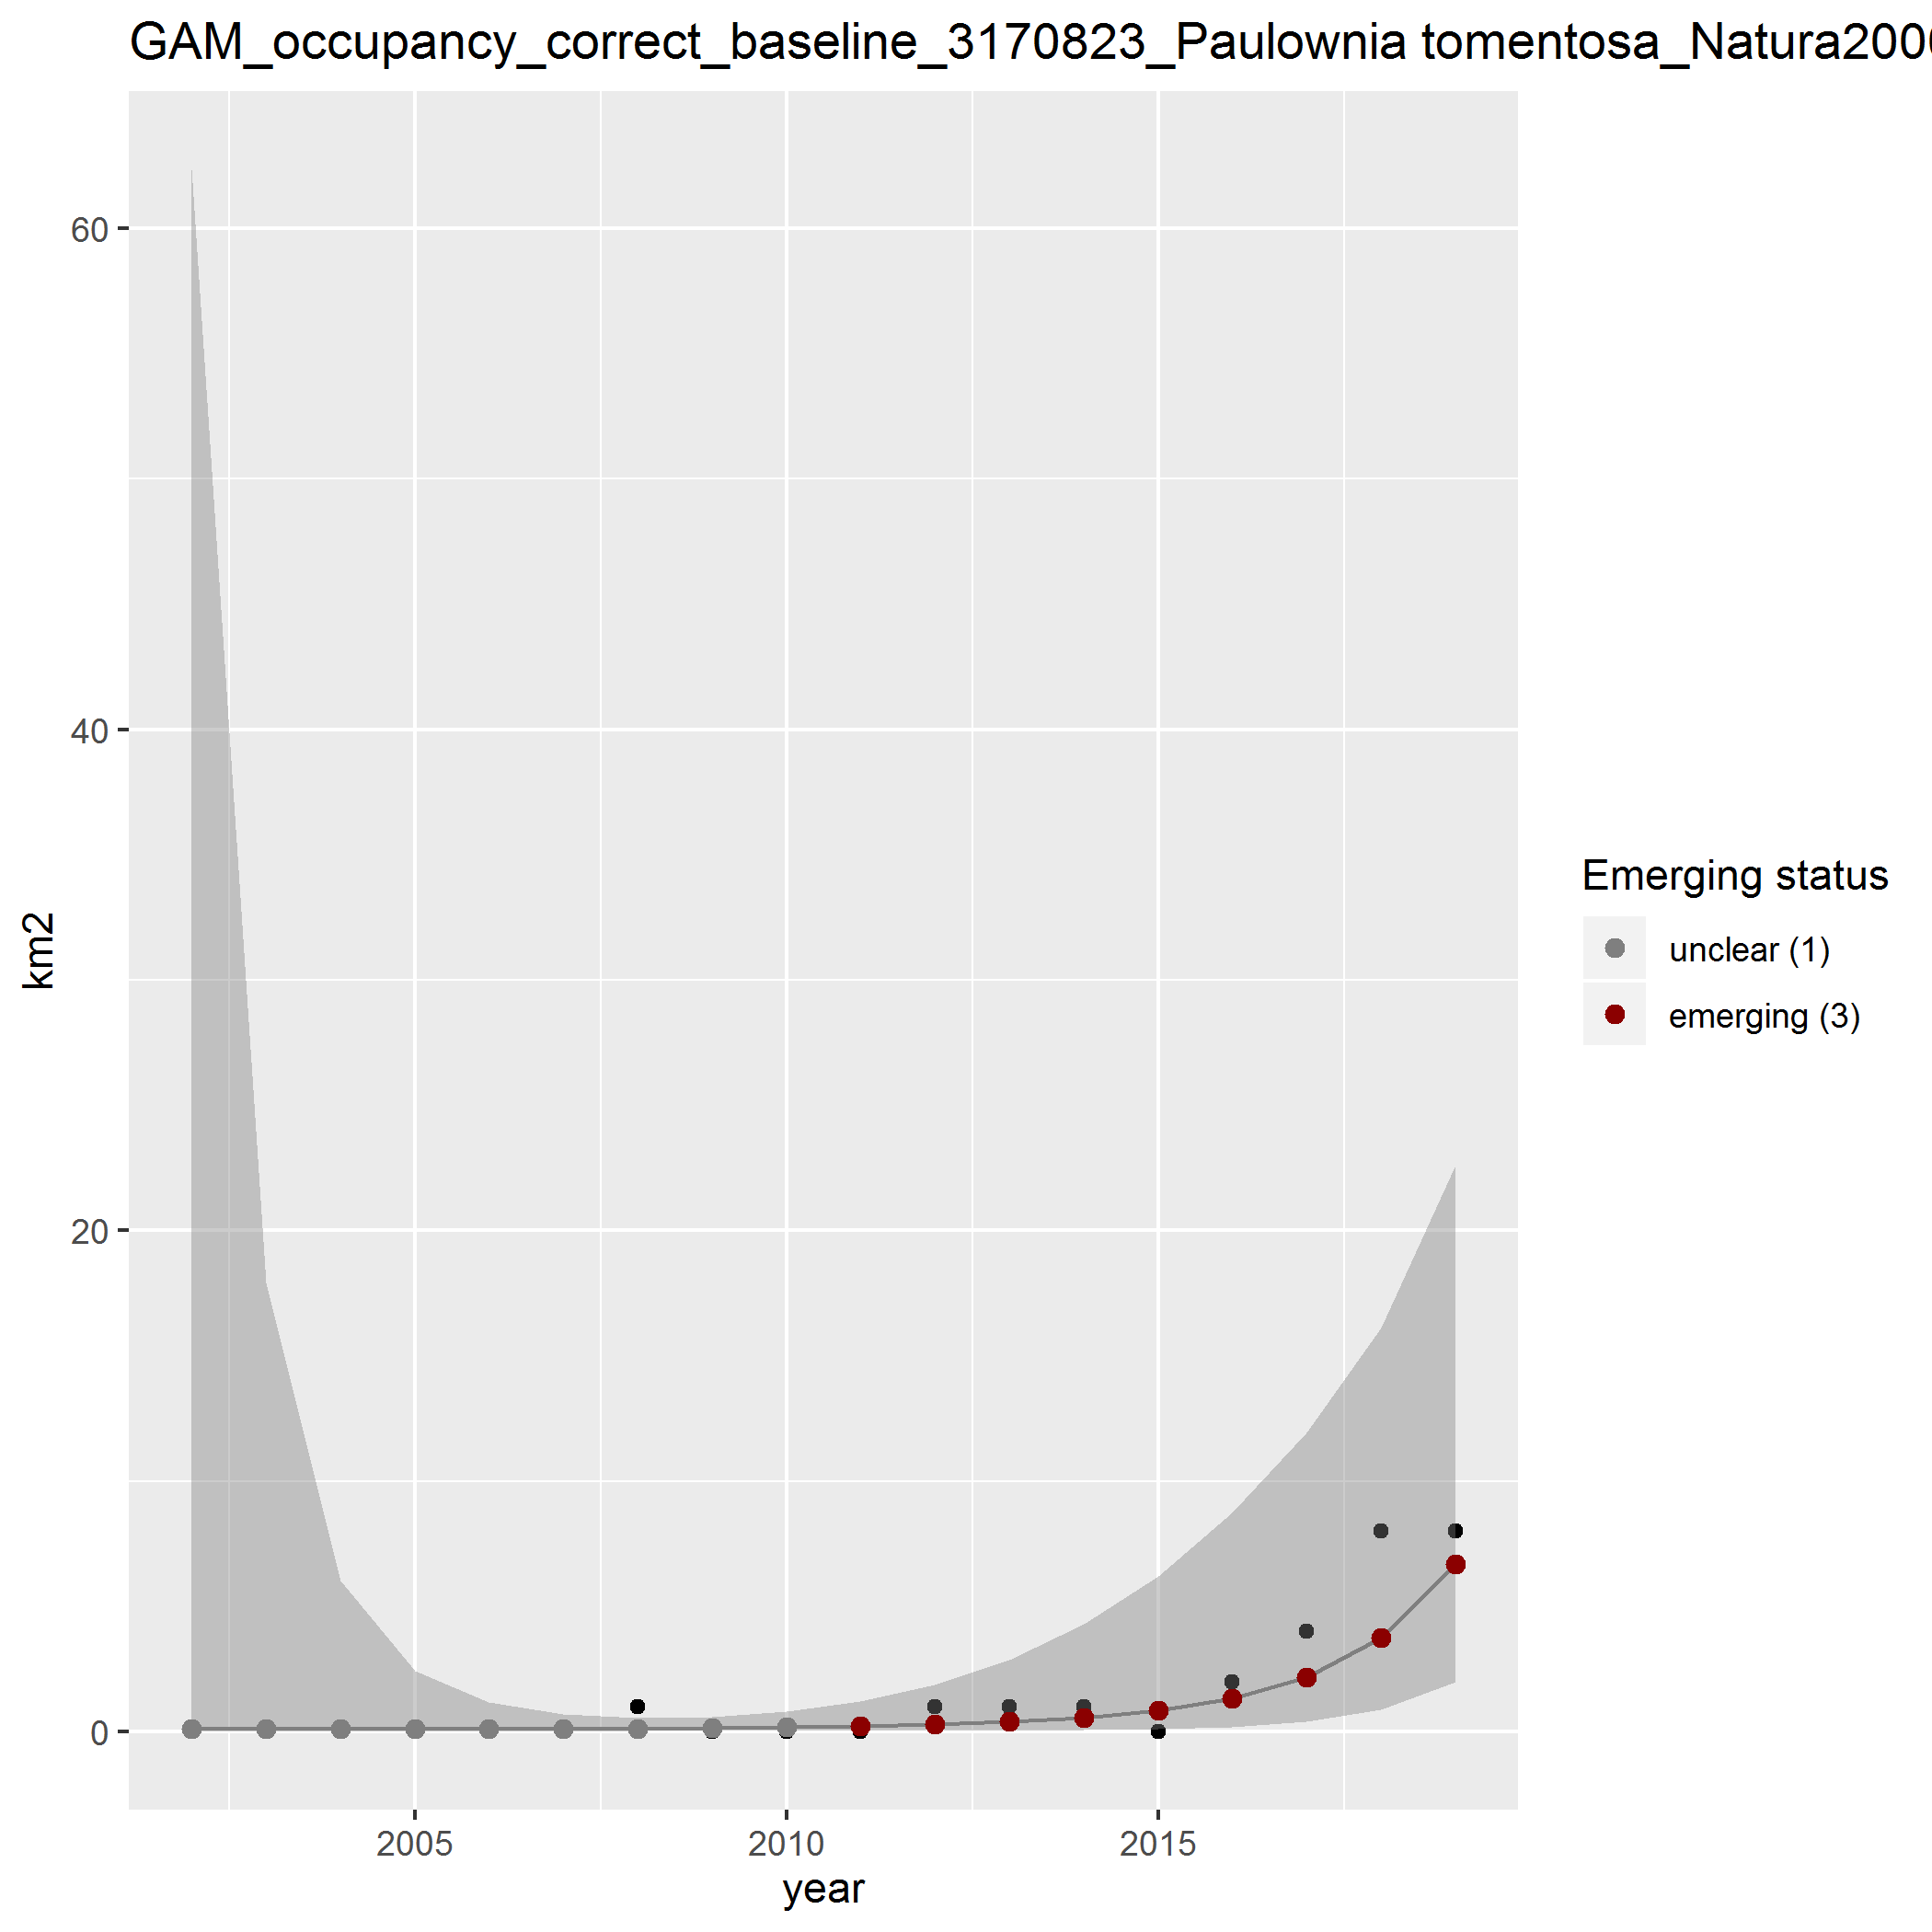 GAM_occupancy_correct_baseline_3170823_Paulownia tomentosa_Natura200
60
40
20
0
km2
2005
2010
2015
year
Emerging status
unclear (1)
emerging (3)